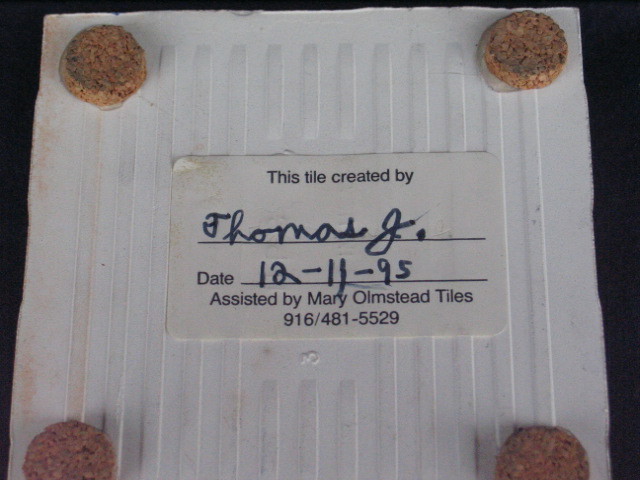 This tile created by
Thomas J.
Date 12-11-95
Assisted by Mary Olmstead Tiles
916/481-5529